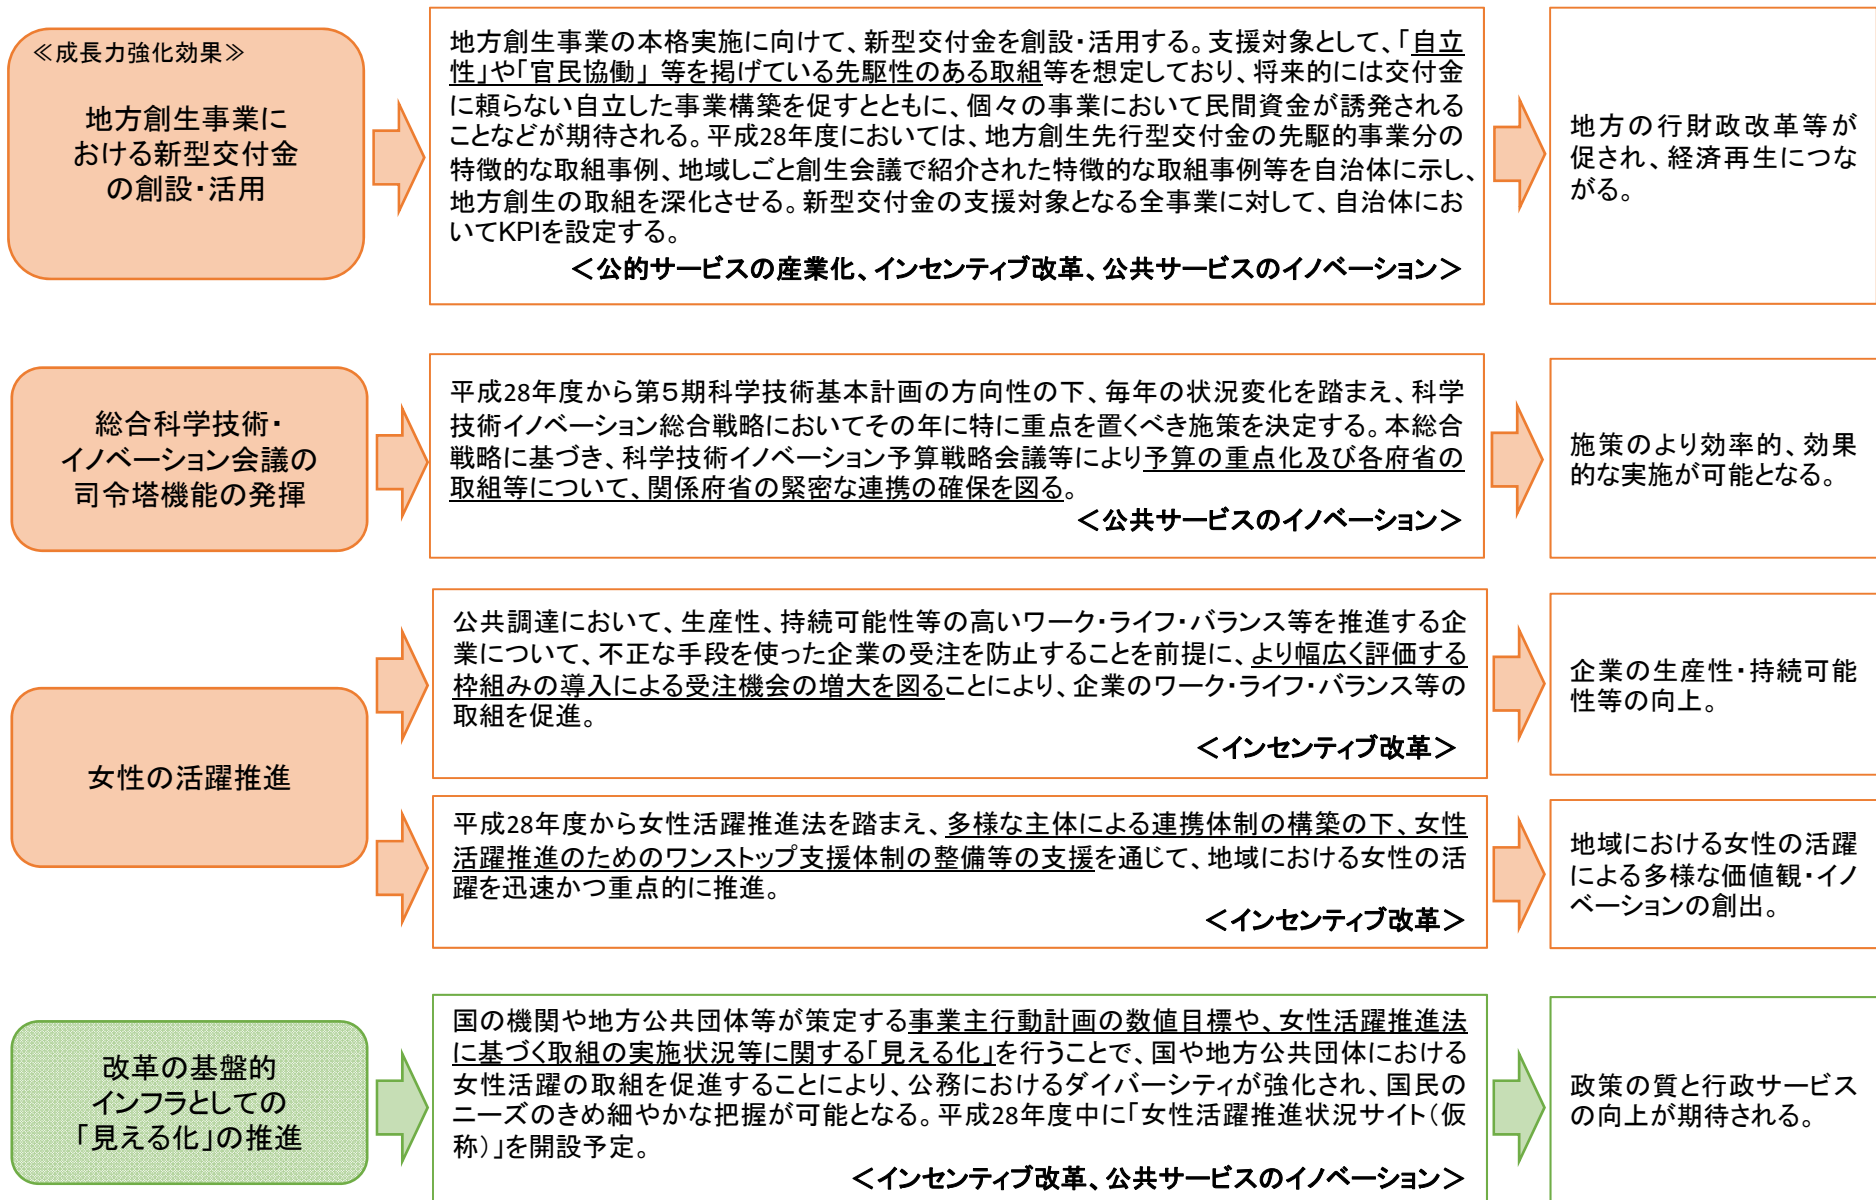 ≪成長力強化効果≫
地方創生事業に
おける新型交付金
の創設・活用
地方創生事業の本格実施に向けて、新型交付金を創設・活用する。支援対象として、「自立
性」や「官民協働」 等を掲げている先駆性のある取組等を想定しており、将来的には交付金
に頼らない自立した事業構築を促すとともに、個々の事業において民間資金が誘発される
ことなどが期待される。平成28年度においては、地方創生先行型交付金の先駆的事業分の
特徴的な取組事例、地域しごと創生会議で紹介された特徴的な取組事例等を自治体に示し、
地方創生の取組を深化させる。新型交付金の支援対象となる全事業に対して、自治体にお
いてKPIを設定する。
＜公的サービスの産業化、インセンティブ改革、公共サービスのイノベーション＞
地方の行財政改革等が
促され、経済再生につな
がる。
総合科学技術・
イノベーション会議の
司令塔機能の発揮
平成28年度から第５期科学技術基本計画の方向性の下、毎年の状況変化を踏まえ、科学
技術イノベーション総合戦略においてその年に特に重点を置くべき施策を決定する。本総合
戦略に基づき、科学技術イノベーション予算戦略会議等により予算の重点化及び各府省の
取組等について、関係府省の緊密な連携の確保を図る。
＜公共サービスのイノベーション＞
施策のより効率的、効果
的な実施が可能となる。
女性の活躍推進
公共調達において、生産性、持続可能性等の高いワーク・ライフ・バランス等を推進する企
業について、不正な手段を使った企業の受注を防止することを前提に、より幅広く評価する
枠組みの導入による受注機会の増大を図ることにより、企業のワーク・ライフ・バランス等の
取組を促進。
＜インセンティブ改革＞
企業の生産性・持続可能
性等の向上。
平成28年度から女性活躍推進法を踏まえ、多様な主体による連携体制の構築の下、女性
活躍推進のためのワンストップ支援体制の整備等の支援を通じて、地域における女性の活
躍を迅速かつ重点的に推進。
＜インセンティブ改革＞
地域における女性の活躍
による多様な価値観・イノ
ベーションの創出。
改革の基盤的
インフラとしての
「見える化」の推進
国の機関や地方公共団体等が策定する事業主行動計画の数値目標や、女性活躍推進法
に基づく取組の実施状況等に関する「見える化」を行うことで、国や地方公共団体における
女性活躍の取組を促進することにより、公務におけるダイバーシティが強化され、国民の
ニーズのきめ細やかな把握が可能となる。平成28年度中に「女性活躍推進状況サイト（仮
称）」を開設予定。
＜インセンティブ改革、公共サービスのイノベーション＞
政策の質と行政サービス
の向上が期待される。